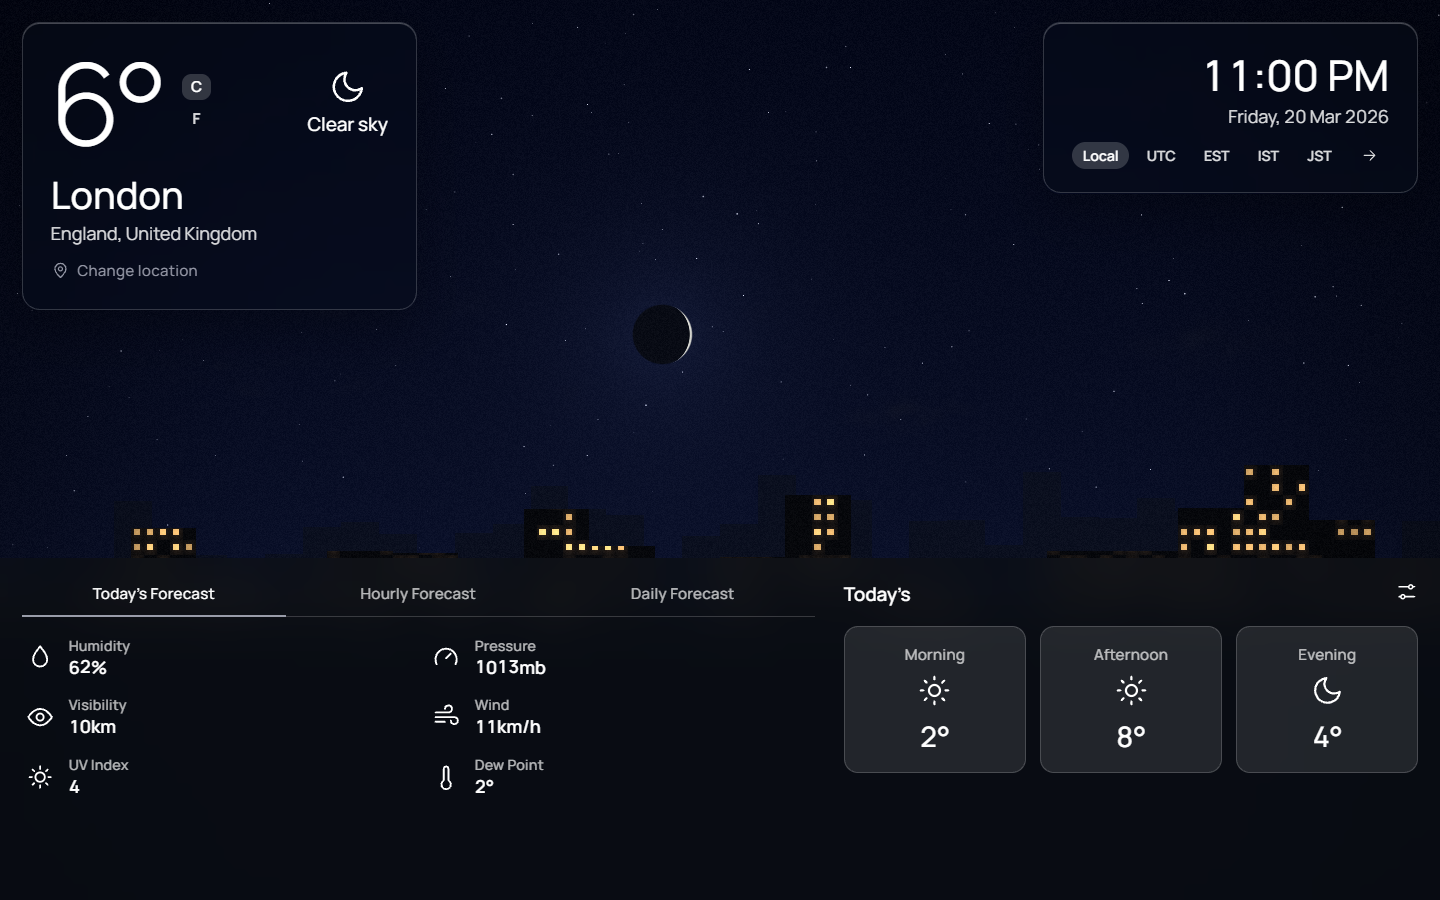 6°
C
F
Clear sky
London
England, United Kingdom
Change location
11:00 PM
Friday, 20 Mar 2026
Local UTC EST IST JST
Today's Forecast
Hourly Forecast
Daily Forecast
Humidity
62%
Pressure
1013mb
Visibility
10km
Wind
11km/h
UV Index
4
Dew Point
2°
Today's
Morning
2°
Afternoon
8°
Evening
4°